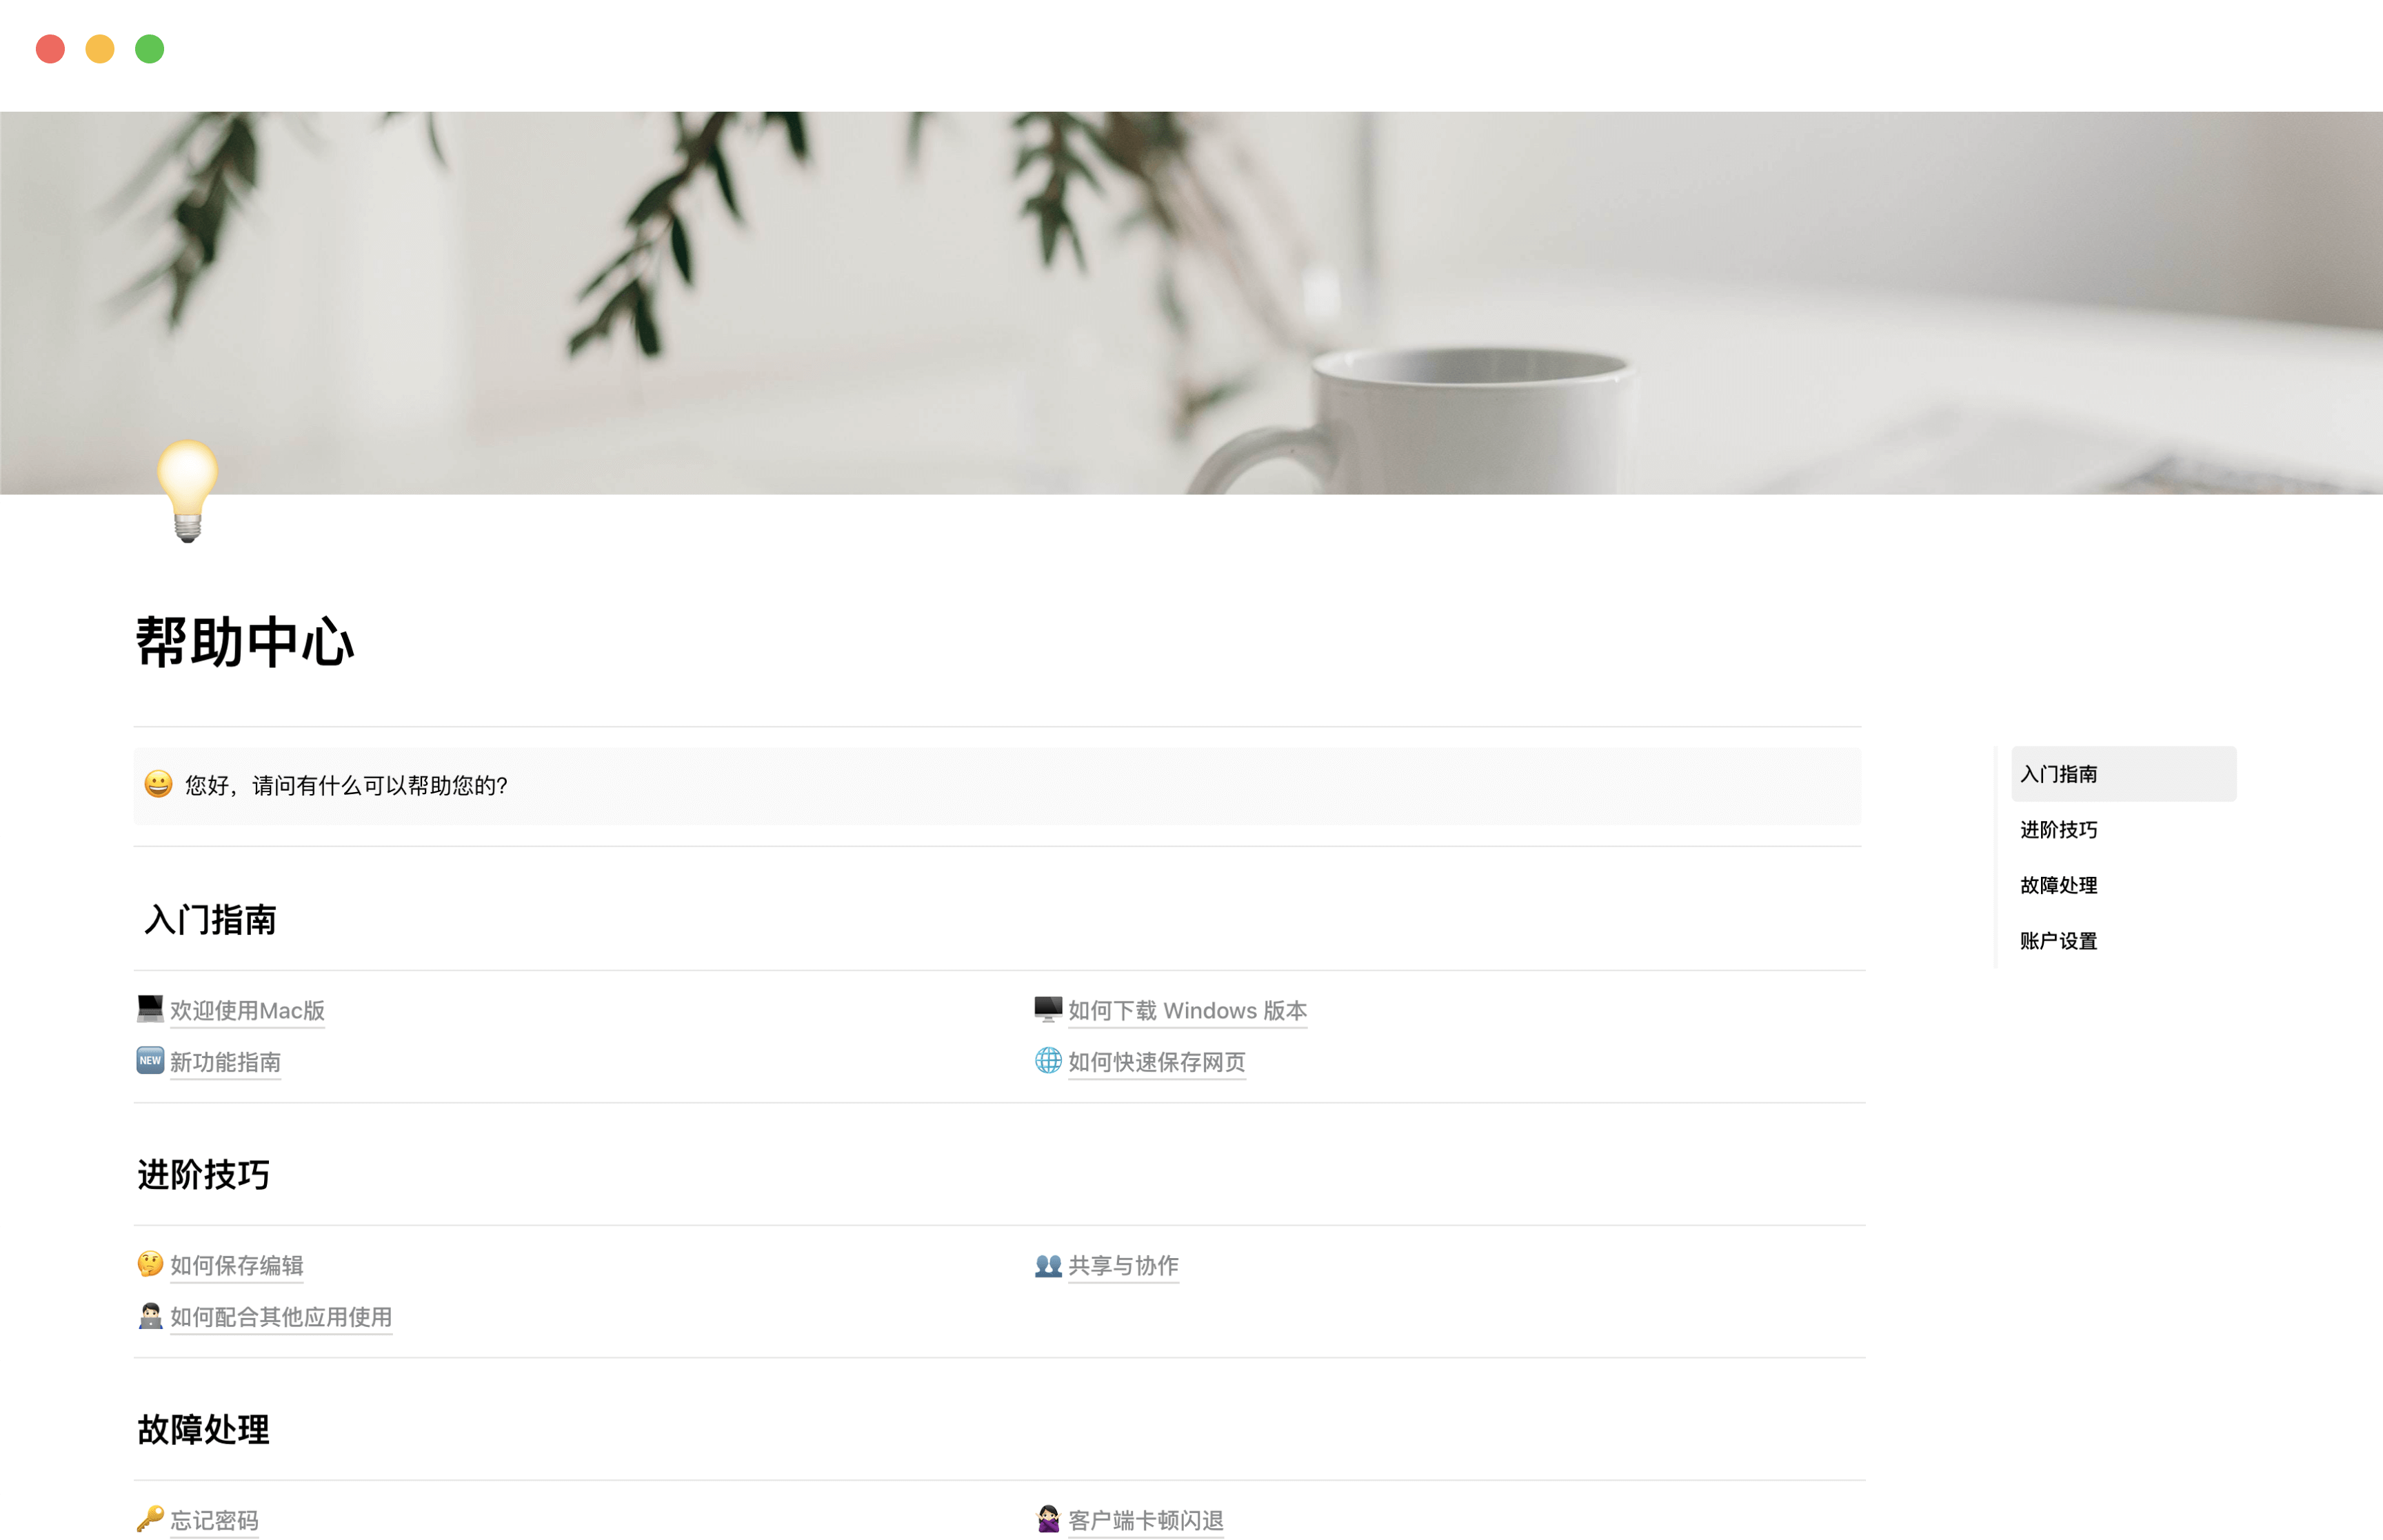 帮助中心
😀 您好，请问有什么可以帮助您的?
入门指南
进阶技巧
故障处理
账户设置
入门指南
欢迎使用Mac版
如何下载 Windows 版本
NEW 新功能指南
如何快速保存网页
进阶技巧
如何保存编辑
共享与协作
如何配合其他应用使用
故障处理
忘记密码
客户端卡顿闪退